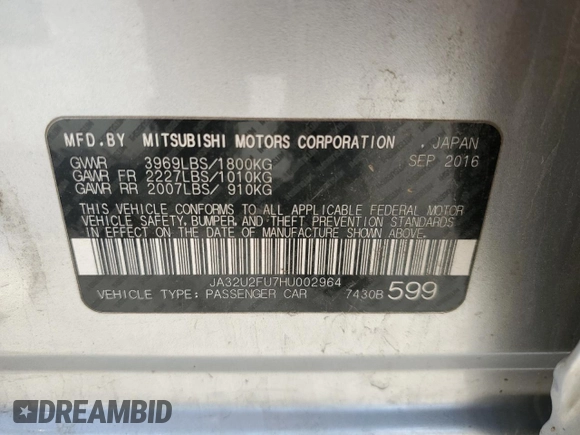 MFD.BY MITSUBISHI MOTORS CORPORATION . JAPAN
GVWR 3969LBS/1800KG SEP 2016
GAWR FR 2227LBS/1010KG
GAWR RR 2007LBS/ 910KG
THIS VEHICLE CONFORMS TO ALL APPLICABLE FEDERAL MOTOR
VEHICLE SAFETY, BUMPER, AND THEFT PREVENTION STANDARDS
IN EFFECT ON THE DATE OF MANUFACTURE SHOWN ABOVE.
JA32U2FU7HU002964
VEHICLE TYPE: PASSENGER CAR 7430B 599
DREAMBID